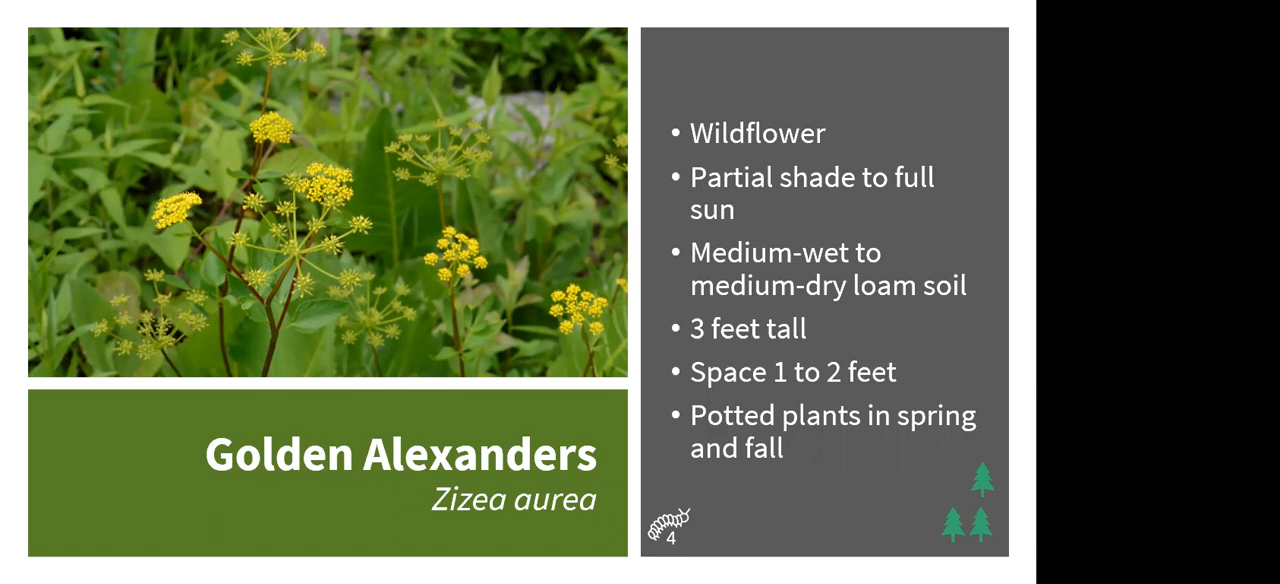 Golden Alexanders
Zizea aurea
• Wildflower
• Partial shade to full
sun
• Medium-wet to
medium-dry loam soil
• 3 feet tall
• Space 1 to 2 feet
• Potted plants in spring
and fall
4